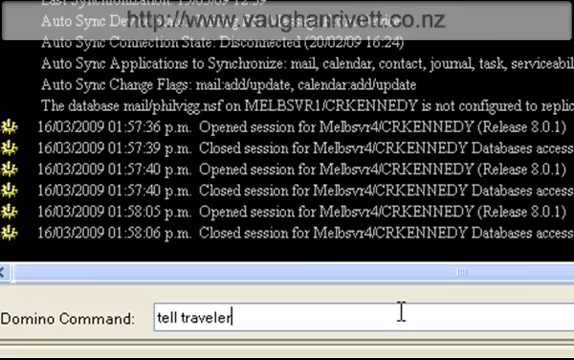 http://www.vaughanrivett.co.nz
Auto Sync Connection State: Disconnected (20/02/09 16:24)
Auto Sync Applications to Synchronize: mail, calendar, contact, journal, task, serviceabil
Auto Sync Change Flags: mail:add/update, calendar:add/update
The database mail/philvigg.nsf on MELBSVR1/CRKENNEDY is not configured to replic
16/03/2009 01:57:36 p.m. Opened session for Melbsvr4/CRKENNEDY (Release 8.0.1)
16/03/2009 01:57:39 p.m. Closed session for Melbsvr4/CRKENNEDY Databases access
16/03/2009 01:57:40 p.m. Opened session for Melbsvr4/CRKENNEDY (Release 8.0.1)
16/03/2009 01:57:40 p.m. Closed session for Melbsvr4/CRKENNEDY Databases access
16/03/2009 01:58:05 p.m. Opened session for Melbsvr4/CRKENNEDY (Release 8.0.1)
16/03/2009 01:58:06 p.m. Closed session for Melbsvr4/CRKENNEDY Databases access
Domino Command: tell traveler